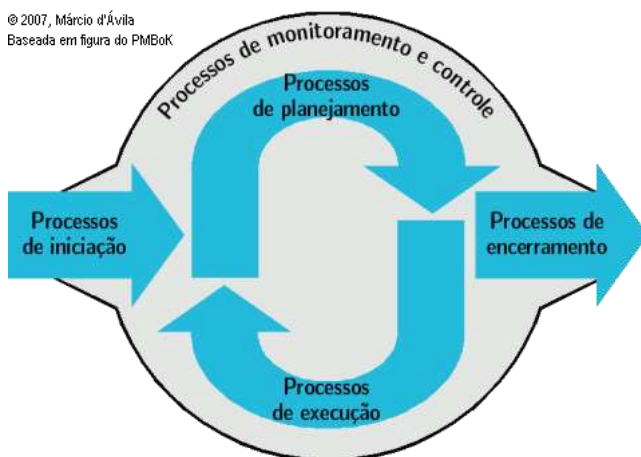 © 2007, Márcio d'Ávila
Baseada em figura do PMBoK
Processos de monitoramento e controle
Processos
de planejamento
Processos
de iniciação
Processos de
encerramento
Processos
de execução